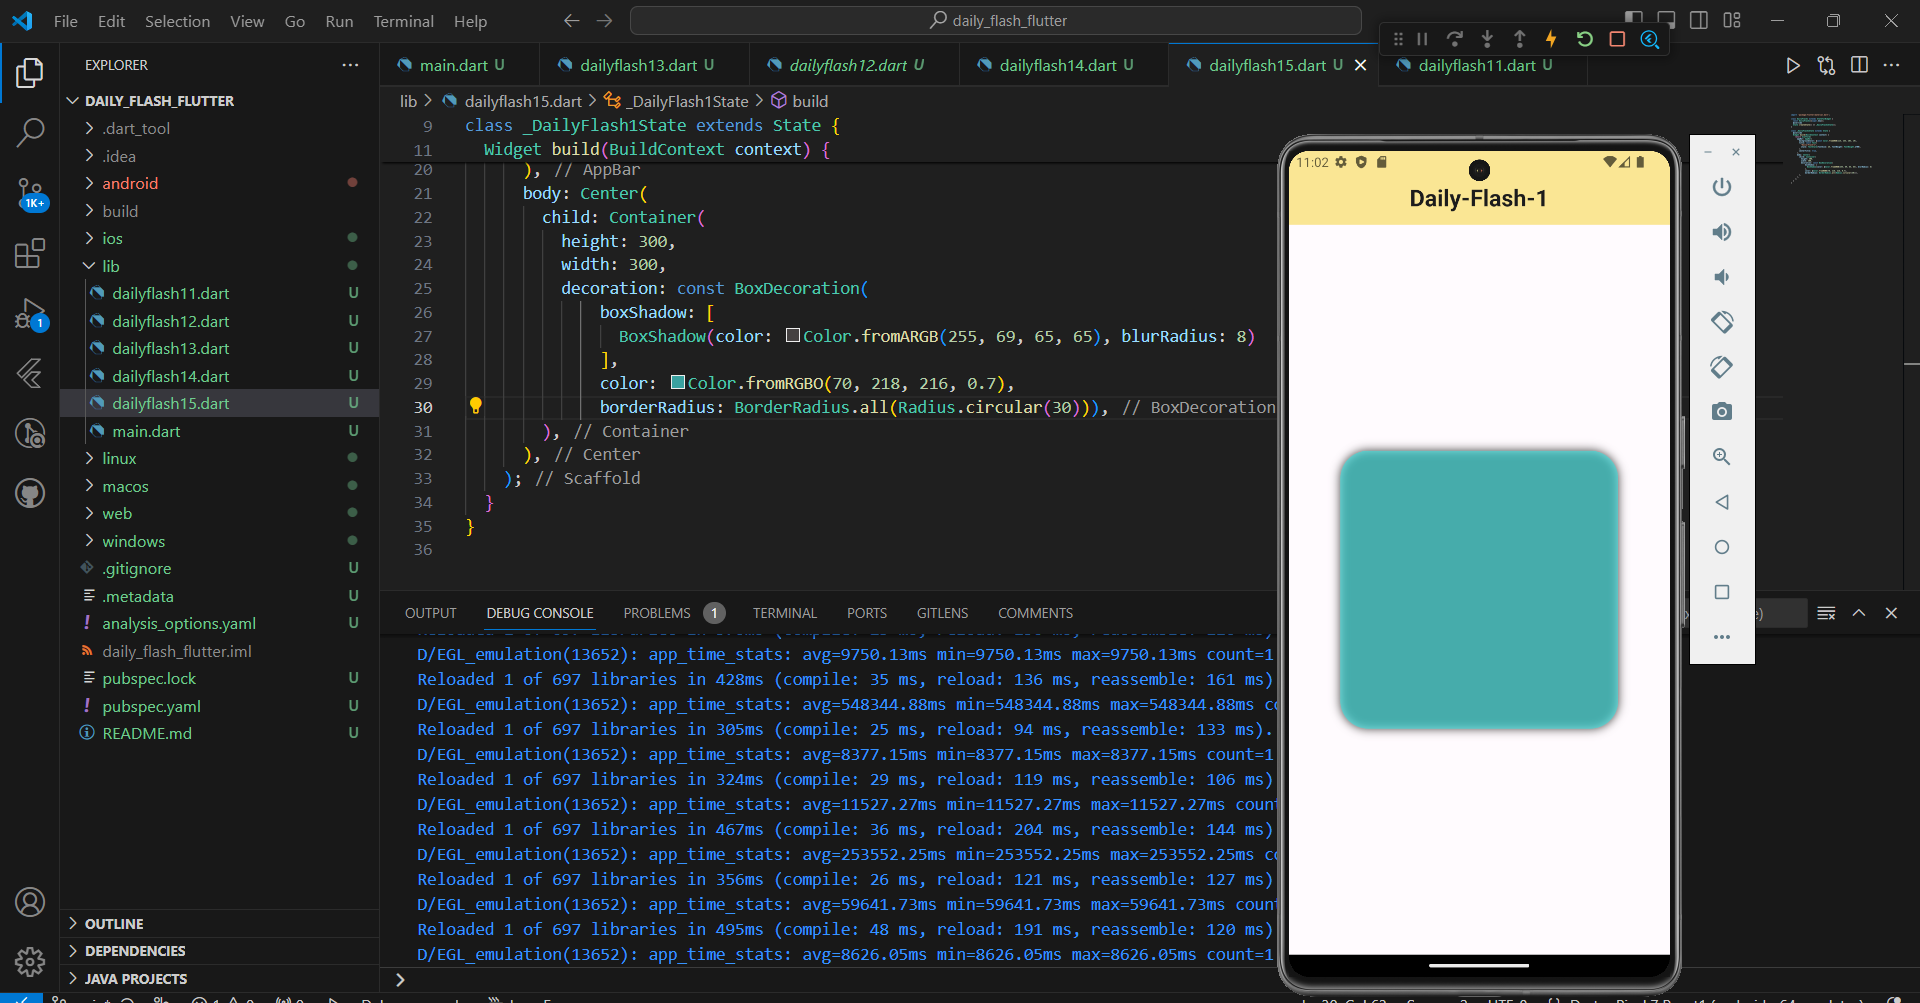 File Edit Selection View Go Run Terminal Help
daily_flash_flutter
EXPLORER
main.dart U
dailyflash13.dart U
dailyflash12.dart U
dailyflash14.dart U
dailyflash15.dart U
dailyflash11.dart U
DAILY_FLASH_FLUTTER
.dart_tool
.idea
android
build
ios
lib
dailyflash11.dart U
dailyflash12.dart U
dailyflash13.dart U
dailyflash14.dart U
dailyflash15.dart U
main.dart U
linux
macos
web
windows
.gitignore U
.metadata U
analysis_options.yaml U
daily_flash_flutter.iml
pubspec.lock U
pubspec.yaml U
README.md U
OUTLINE
DEPENDENCIES
JAVA PROJECTS
1K+
1
lib > dailyflash15.dart > _DailyFlash1State > build
9 class _DailyFlash1State extends State {
11 Widget build(BuildContext context) {
20 ), // AppBar
21 body: Center(
22 child: Container(
23 height: 300,
24 width: 300,
25 decoration: const BoxDecoration(
26 boxShadow: [
27 BoxShadow(color: Color.fromARGB(255, 69, 65, 65), blurRadius: 8)
28 ],
29 color: Color.fromRGBO(70, 218, 216, 0.7),
30 borderRadius: BorderRadius.all(Radius.circular(30))), // BoxDecoration
31 ), // Container
32 ), // Center
33 ); // Scaffold
34 }
35 }
36
OUTPUT DEBUG CONSOLE PROBLEMS 1 TERMINAL PORTS GITLENS COMMENTS
D/EGL_emulation(13652): app_time_stats: avg=9750.13ms min=9750.13ms max=9750.13ms count=1
Reloaded 1 of 697 libraries in 428ms (compile: 35 ms, reload: 136 ms, reassemble: 161 ms)
D/EGL_emulation(13652): app_time_stats: avg=548344.88ms min=548344.88ms max=548344.88ms co
Reloaded 1 of 697 libraries in 305ms (compile: 25 ms, reload: 94 ms, reassemble: 133 ms).
D/EGL_emulation(13652): app_time_stats: avg=8377.15ms min=8377.15ms max=8377.15ms count=1
Reloaded 1 of 697 libraries in 324ms (compile: 29 ms, reload: 119 ms, reassemble: 106 ms)
D/EGL_emulation(13652): app_time_stats: avg=11527.27ms min=11527.27ms max=11527.27ms count
Reloaded 1 of 697 libraries in 467ms (compile: 36 ms, reload: 204 ms, reassemble: 144 ms)
D/EGL_emulation(13652): app_time_stats: avg=253552.25ms min=253552.25ms max=253552.25ms co
Reloaded 1 of 697 libraries in 356ms (compile: 26 ms, reload: 121 ms, reassemble: 127 ms)
D/EGL_emulation(13652): app_time_stats: avg=59641.73ms min=59641.73ms max=59641.73ms count
Reloaded 1 of 697 libraries in 495ms (compile: 48 ms, reload: 191 ms, reassemble: 120 ms)
D/EGL_emulation(13652): app_time_stats: avg=8626.05ms min=8626.05ms max=8626.05ms count=1
11:02
Daily-Flash-1